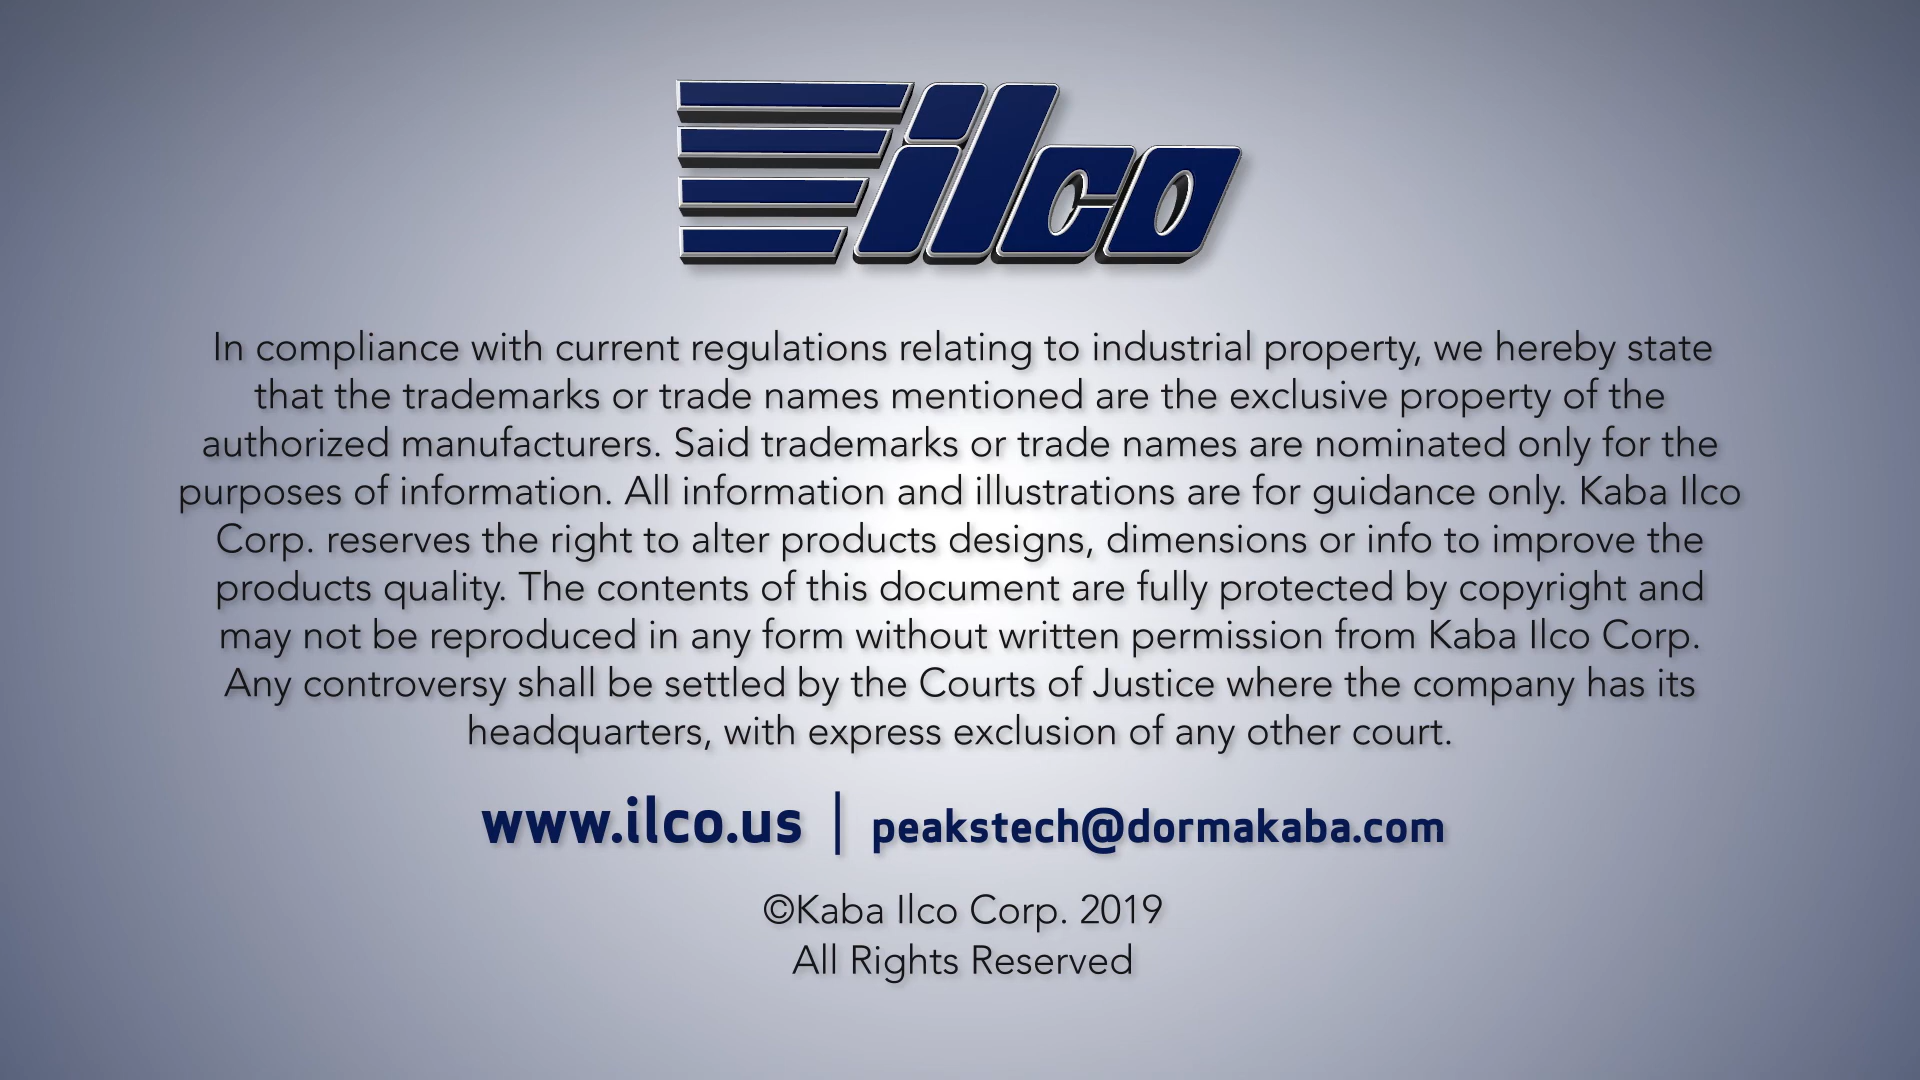 ilco
In compliance with current regulations relating to industrial property, we hereby state
that the trademarks or trade names mentioned are the exclusive property of the
authorized manufacturers. Said trademarks or trade names are nominated only for the
purposes of information. All information and illustrations are for guidance only. Kaba Ilco
Corp. reserves the right to alter products designs, dimensions or info to improve the
products quality. The contents of this document are fully protected by copyright and
may not be reproduced in any form without written permission from Kaba Ilco Corp.
Any controversy shall be settled by the Courts of Justice where the company has its
headquarters, with express exclusion of any other court.
www.ilco.us | peakstech@dormakaba.com
©Kaba Ilco Corp. 2019
All Rights Reserved